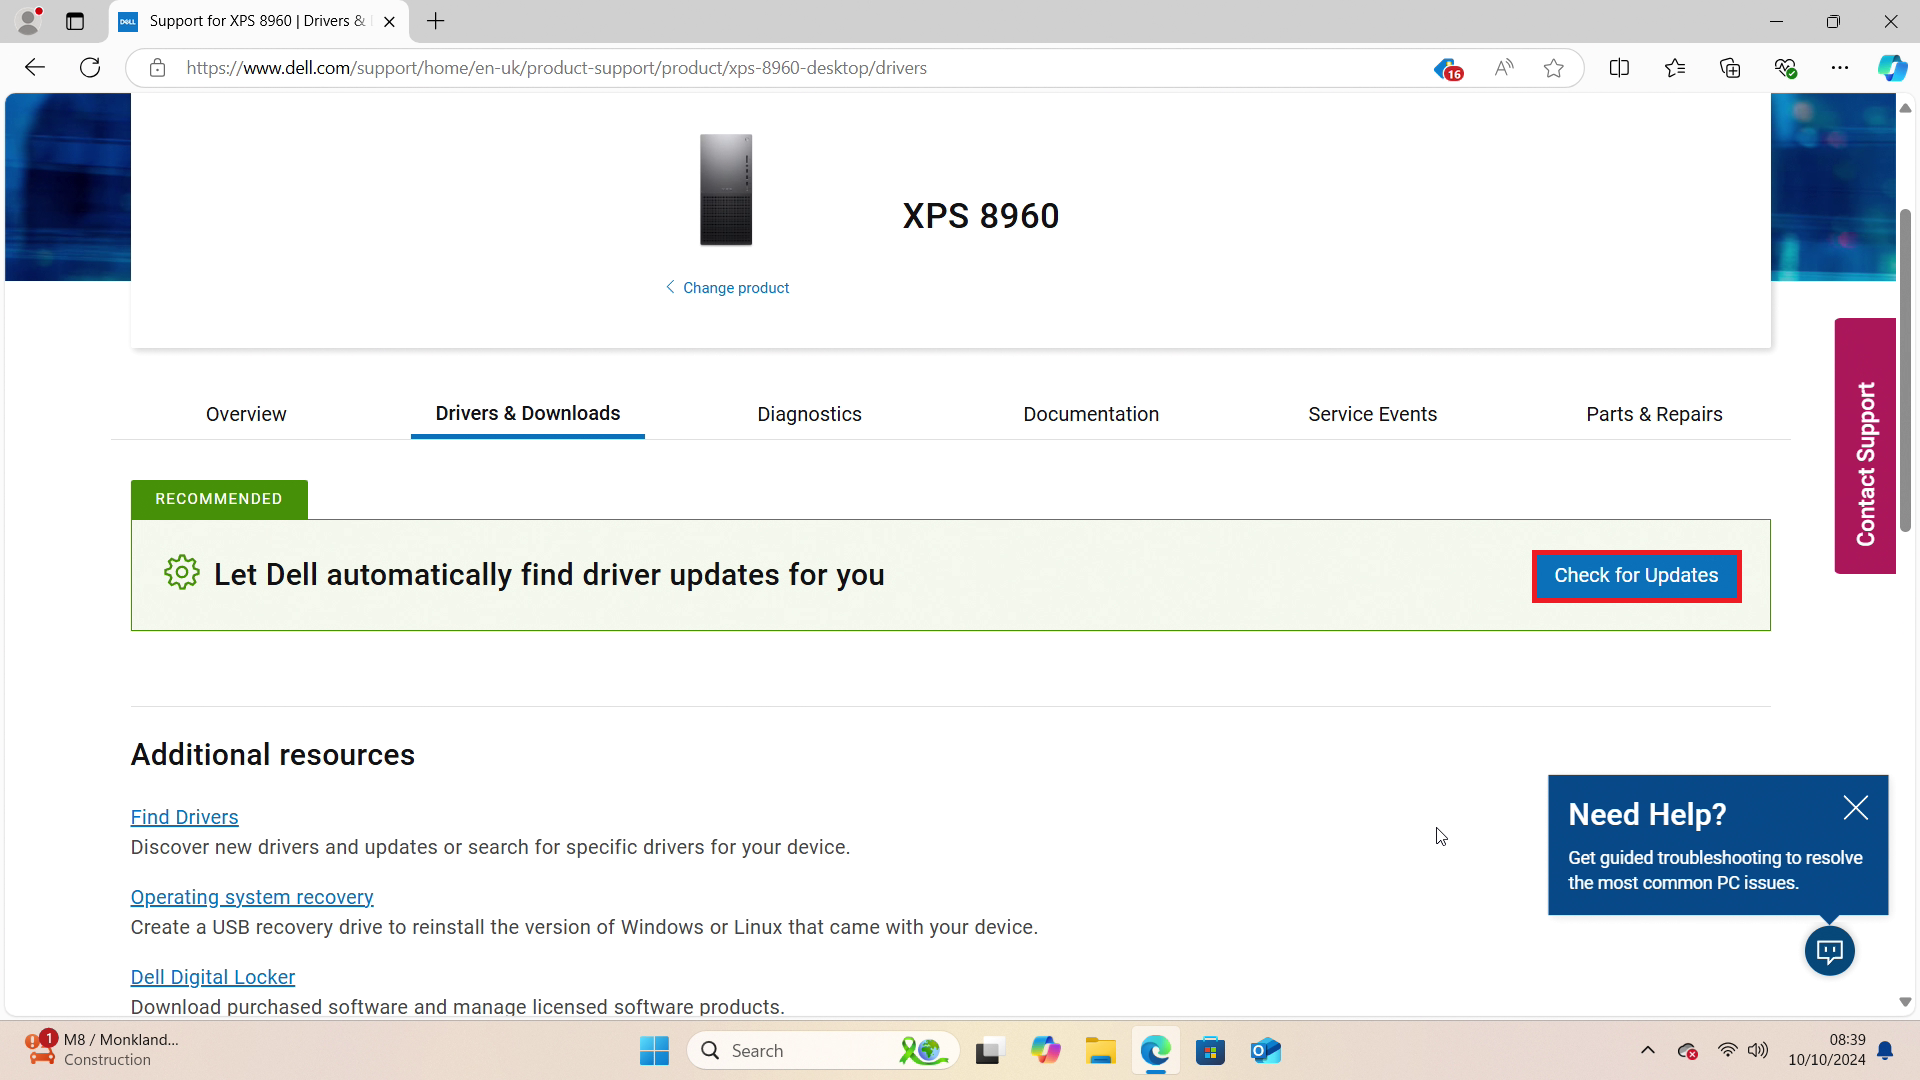 DELL
Support for XPS 8960 | Drivers &
https://www.dell.com/support/home/en-uk/product-support/product/xps-8960-desktop/drivers
16
XPS 8960
Change product
Overview
Drivers & Downloads
Diagnostics
Documentation
Service Events
Parts & Repairs
Contact Support
RECOMMENDED
Let Dell automatically find driver updates for you
Check for Updates
Additional resources
Find Drivers
Discover new drivers and updates or search for specific drivers for your device.
Operating system recovery
Create a USB recovery drive to reinstall the version of Windows or Linux that came with your device.
Dell Digital Locker
Download purchased software and manage licensed software products.
Need Help?
Get guided troubleshooting to resolve
the most common PC issues.
1
M8 / Monkland...
Construction
Search
08:39
10/10/2024